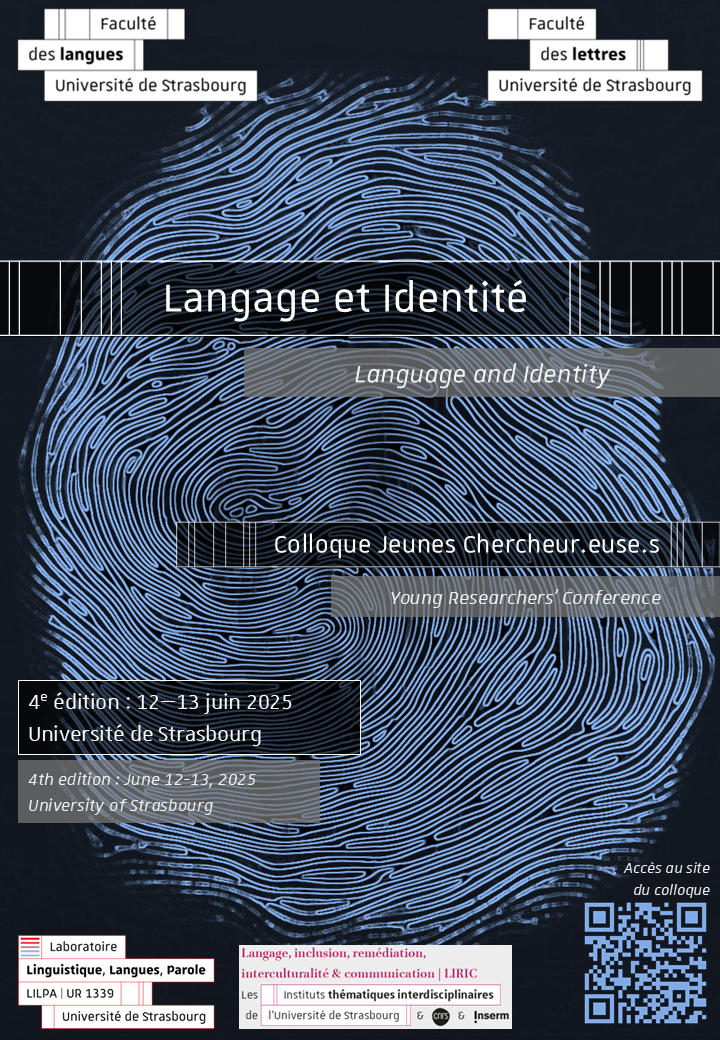 Faculté
des langues
Université de Strasbourg
Faculté
des lettres
Université de Strasbourg
Langage et Identité
Language and Identity
Colloque Jeunes Chercheur.euse.s
Young Researchers' Conference
4e édition : 12—13 juin 2025
Université de Strasbourg
4th edition : June 12-13, 2025
University of Strasbourg
Accès au site
du colloque
Laboratoire
Linguistique, Langues, Parole
LILPA | UR 1339
Université de Strasbourg
Langage, inclusion, remédiation,
interculturalité & communication | LIRIC
Les Instituts thématiques interdisciplinaires
de l'Université de Strasbourg & cnrs & Inserm